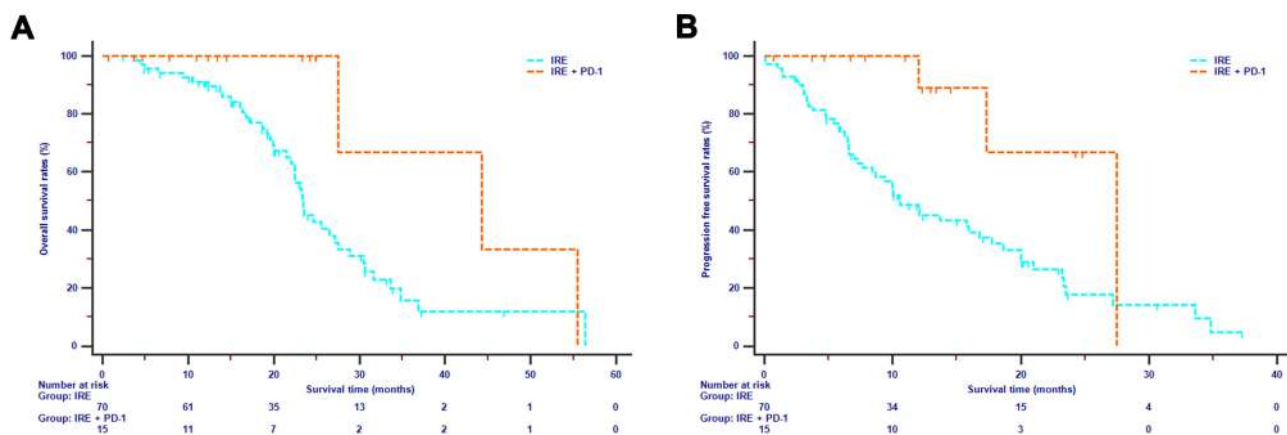 A
IRE
IRE + PD-1
Overall survival rates (%)
100
80
60
40
20
0
0 10 20 30 40 50 60
Survival time (months)
Number at risk
Group: IRE
70 61 35 13 2 1 0
Group: IRE + PD-1
15 11 7 2 2 1 0
B
IRE
IRE + PD-1
Progression free survival rates (%)
100
80
60
40
20
0
0 10 20 30 40
Survival time (months)
Number at risk
Group: IRE
70 34 15 4 0
Group: IRE + PD-1
15 10 3 0 0